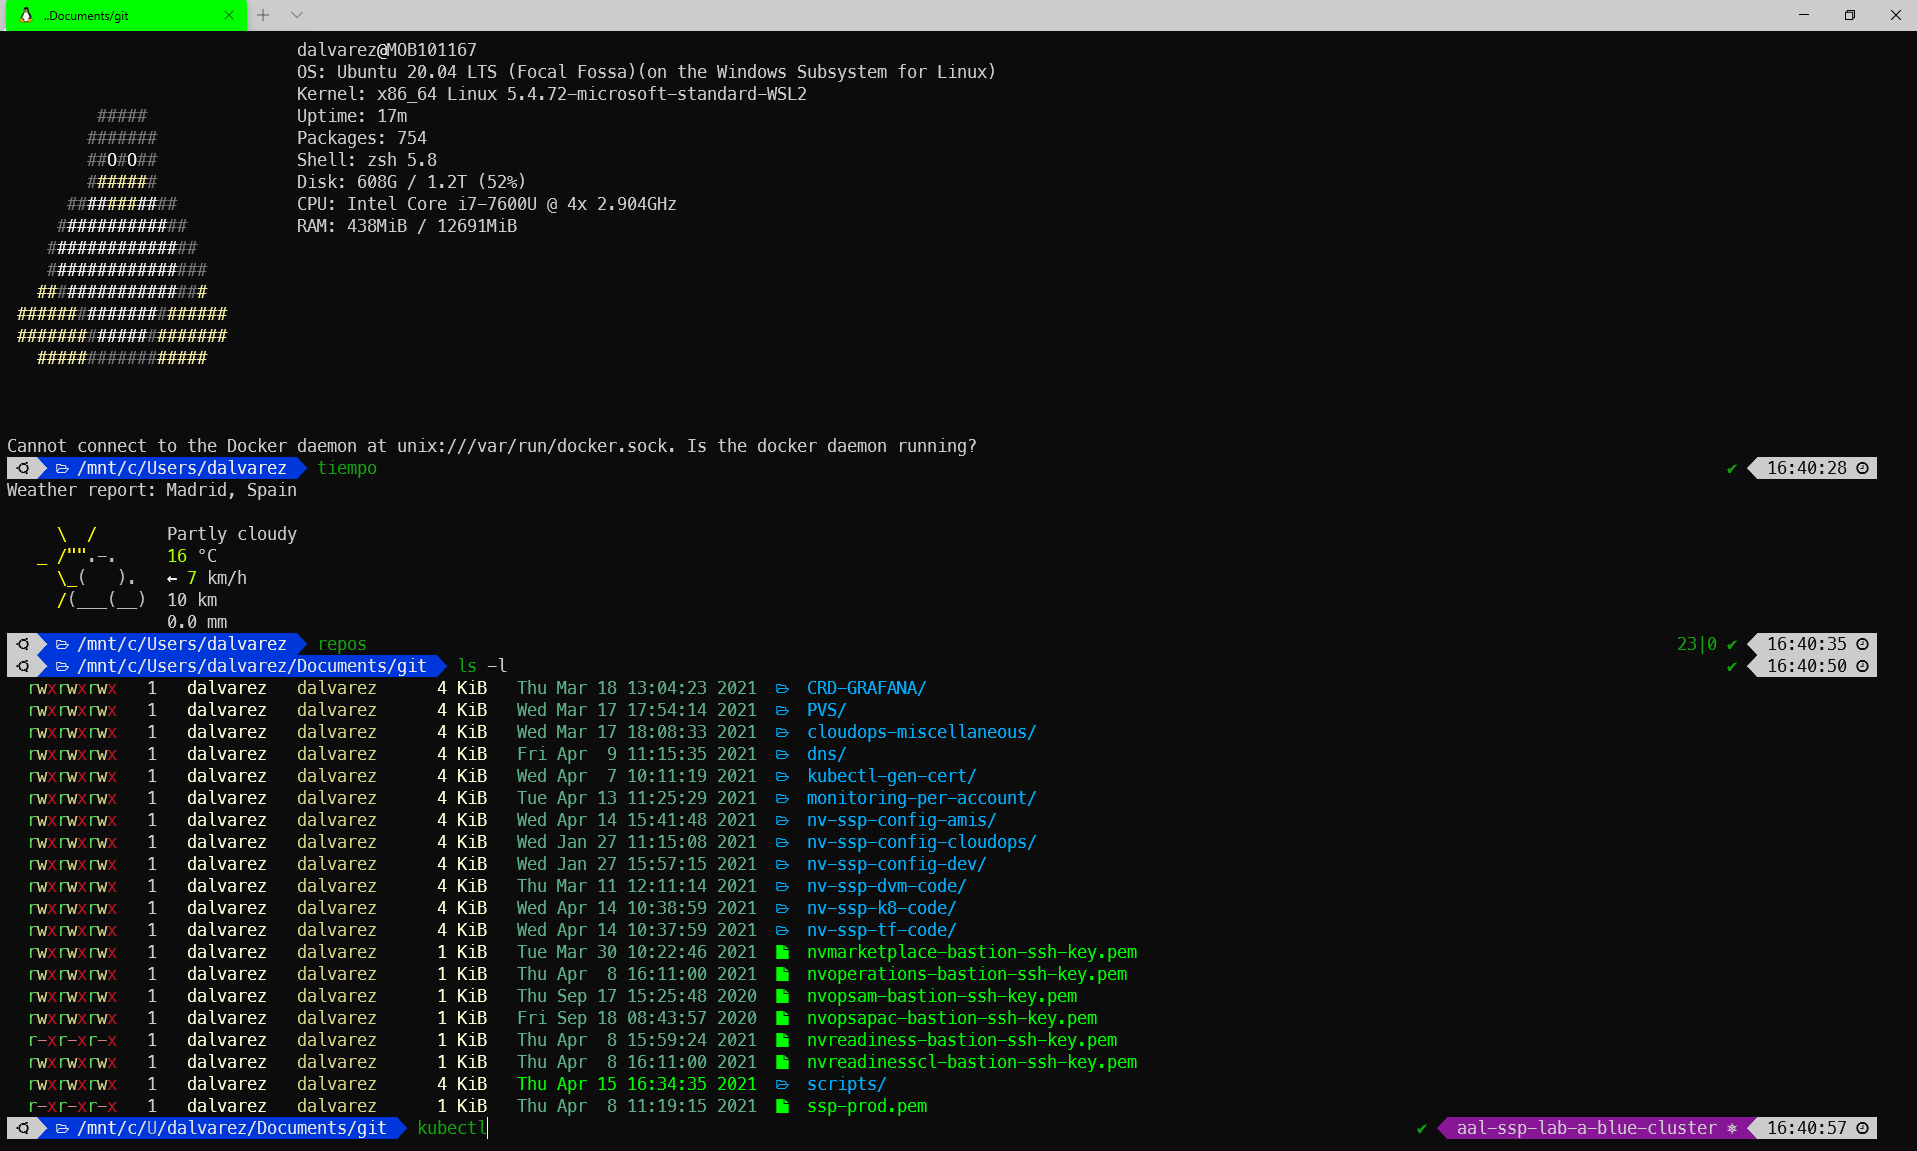 ..Documents/git
dalvarez@MOB101167
OS: Ubuntu 20.04 LTS (Focal Fossa)(on the Windows Subsystem for Linux)
Kernel: x86_64 Linux 5.4.72-microsoft-standard-WSL2
##### Uptime: 17m
####### Packages: 754
##O#O## Shell: zsh 5.8
####### Disk: 608G / 1.2T (52%)
########### CPU: Intel Core i7-7600U @ 4x 2.904GHz
############# RAM: 438MiB / 12691MiB
###############
################
#################
#####################
#####################
#################
Cannot connect to the Docker daemon at unix:///var/run/docker.sock. Is the docker daemon running?
/mnt/c/Users/dalvarez tiempo ✔ 16:40:28
Weather report: Madrid, Spain
\  / Partly cloudy
_ /"".-. 16 °C
\_(   ). ← 7 km/h
/(___(__) 10 km
0.0 mm
/mnt/c/Users/dalvarez repos 23|0 ✔ 16:40:35
/mnt/c/Users/dalvarez/Documents/git ls -l ✔ 16:40:50
rwxrwxrwx 1 dalvarez dalvarez 4 KiB Thu Mar 18 13:04:23 2021 CRD-GRAFANA/
rwxrwxrwx 1 dalvarez dalvarez 4 KiB Wed Mar 17 17:54:14 2021 PVS/
rwxrwxrwx 1 dalvarez dalvarez 4 KiB Wed Mar 17 18:08:33 2021 cloudops-miscellaneous/
rwxrwxrwx 1 dalvarez dalvarez 4 KiB Fri Apr 9 11:15:35 2021 dns/
rwxrwxrwx 1 dalvarez dalvarez 4 KiB Wed Apr 7 10:11:19 2021 kubectl-gen-cert/
rwxrwxrwx 1 dalvarez dalvarez 4 KiB Tue Apr 13 11:25:29 2021 monitoring-per-account/
rwxrwxrwx 1 dalvarez dalvarez 4 KiB Wed Apr 14 15:41:48 2021 nv-ssp-config-amis/
rwxrwxrwx 1 dalvarez dalvarez 4 KiB Wed Jan 27 11:15:08 2021 nv-ssp-config-cloudops/
rwxrwxrwx 1 dalvarez dalvarez 4 KiB Wed Jan 27 15:57:15 2021 nv-ssp-config-dev/
rwxrwxrwx 1 dalvarez dalvarez 4 KiB Thu Mar 11 12:11:14 2021 nv-ssp-dvm-code/
rwxrwxrwx 1 dalvarez dalvarez 4 KiB Wed Apr 14 10:38:59 2021 nv-ssp-k8-code/
rwxrwxrwx 1 dalvarez dalvarez 4 KiB Wed Apr 14 10:37:59 2021 nv-ssp-tf-code/
rwxrwxrwx 1 dalvarez dalvarez 1 KiB Tue Mar 30 10:22:46 2021 nvmarketplace-bastion-ssh-key.pem
rwxrwxrwx 1 dalvarez dalvarez 1 KiB Thu Apr 8 16:11:00 2021 nvoperations-bastion-ssh-key.pem
rwxrwxrwx 1 dalvarez dalvarez 1 KiB Thu Sep 17 15:25:48 2020 nvopsam-bastion-ssh-key.pem
rwxrwxrwx 1 dalvarez dalvarez 1 KiB Fri Sep 18 08:43:57 2020 nvopsapac-bastion-ssh-key.pem
r-xr-xr-x 1 dalvarez dalvarez 1 KiB Thu Apr 8 15:59:24 2021 nvreadiness-bastion-ssh-key.pem
rwxrwxrwx 1 dalvarez dalvarez 1 KiB Thu Apr 8 16:11:00 2021 nvreadinesscl-bastion-ssh-key.pem
rwxrwxrwx 1 dalvarez dalvarez 4 KiB Thu Apr 15 16:34:35 2021 scripts/
r-xr-xr-x 1 dalvarez dalvarez 1 KiB Thu Apr 8 11:19:15 2021 ssp-prod.pem
/mnt/c/U/dalvarez/Documents/git kubectl ✔ aal-ssp-lab-a-blue-cluster ⎈ 16:40:57